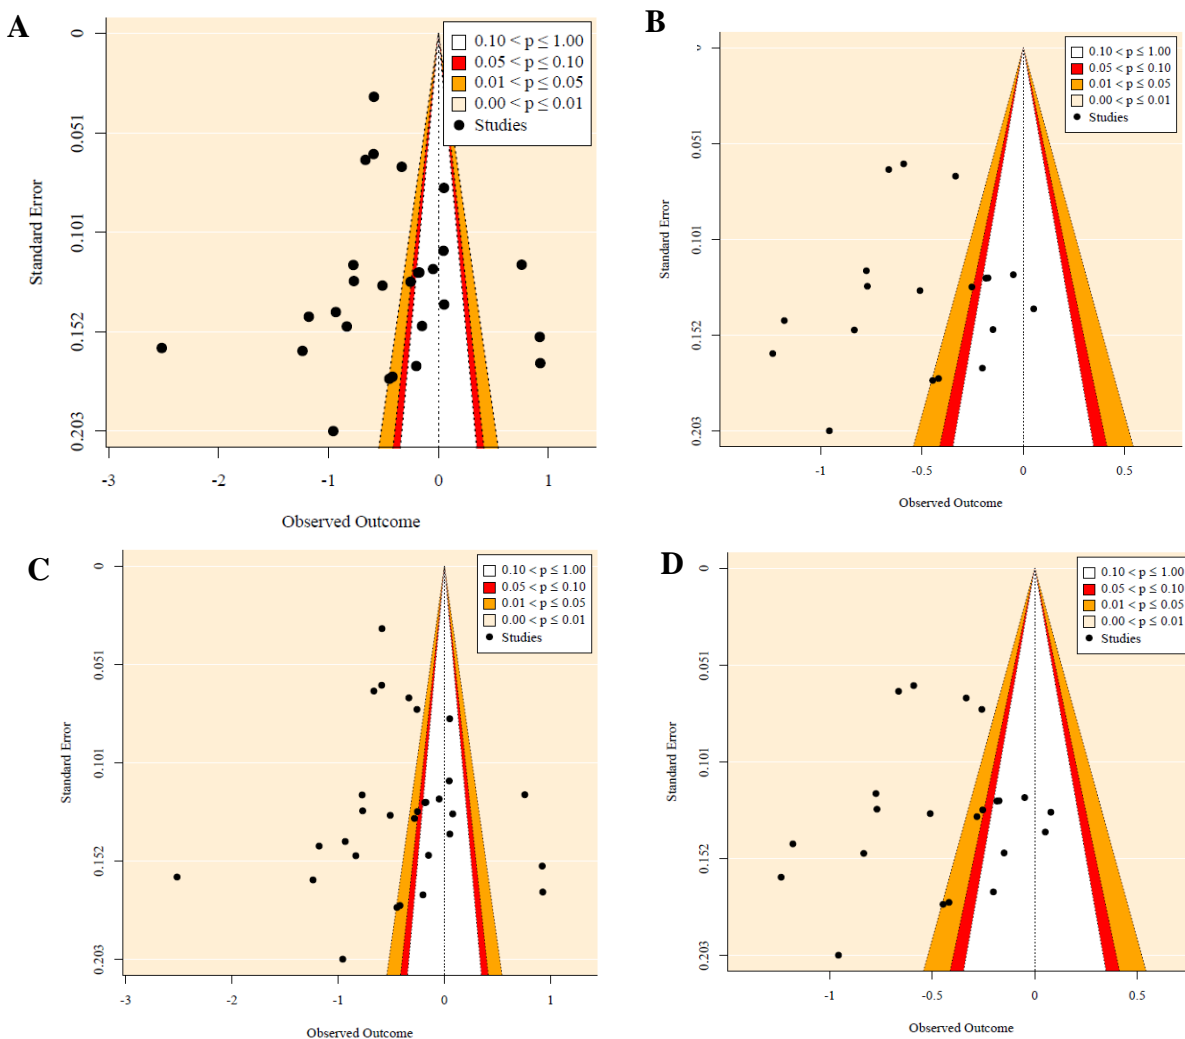 A
0.10 < p ≤ 1.00
0.05 < p ≤ 0.10
0.01 < p ≤ 0.05
0.00 < p ≤ 0.01
Studies
Standard Error
0
0.051
0.101
0.152
0.203
-3
-2
-1
0
1
Observed Outcome
B
0.10 < p ≤ 1.00
0.05 < p ≤ 0.10
0.01 < p ≤ 0.05
0.00 < p ≤ 0.01
Studies
Standard Error
0.051
0.101
0.152
0.203
-1
-0.5
0
0.5
Observed Outcome
C
0.10 < p ≤ 1.00
0.05 < p ≤ 0.10
0.01 < p ≤ 0.05
0.00 < p ≤ 0.01
Studies
Standard Error
0
0.051
0.101
0.152
0.203
-3
-2
-1
0
1
Observed Outcome
D
0.10 < p ≤ 1.00
0.05 < p ≤ 0.10
0.01 < p ≤ 0.05
0.00 < p ≤ 0.01
Studies
Standard Error
0
0.051
0.101
0.152
0.203
-1
-0.5
0
0.5
Observed Outcome